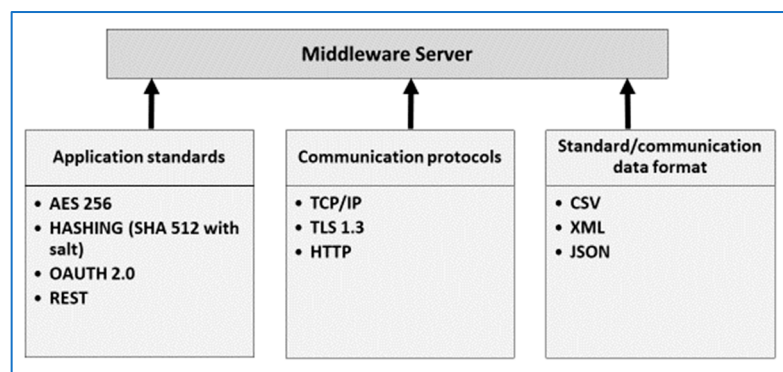 Middleware Server
Application standards
• AES 256
• HASHING (SHA 512 with
salt)
• OAUTH 2.0
• REST
Communication protocols
• TCP/IP
• TLS 1.3
• HTTP
Standard/communication
data format
• CSV
• XML
• JSON